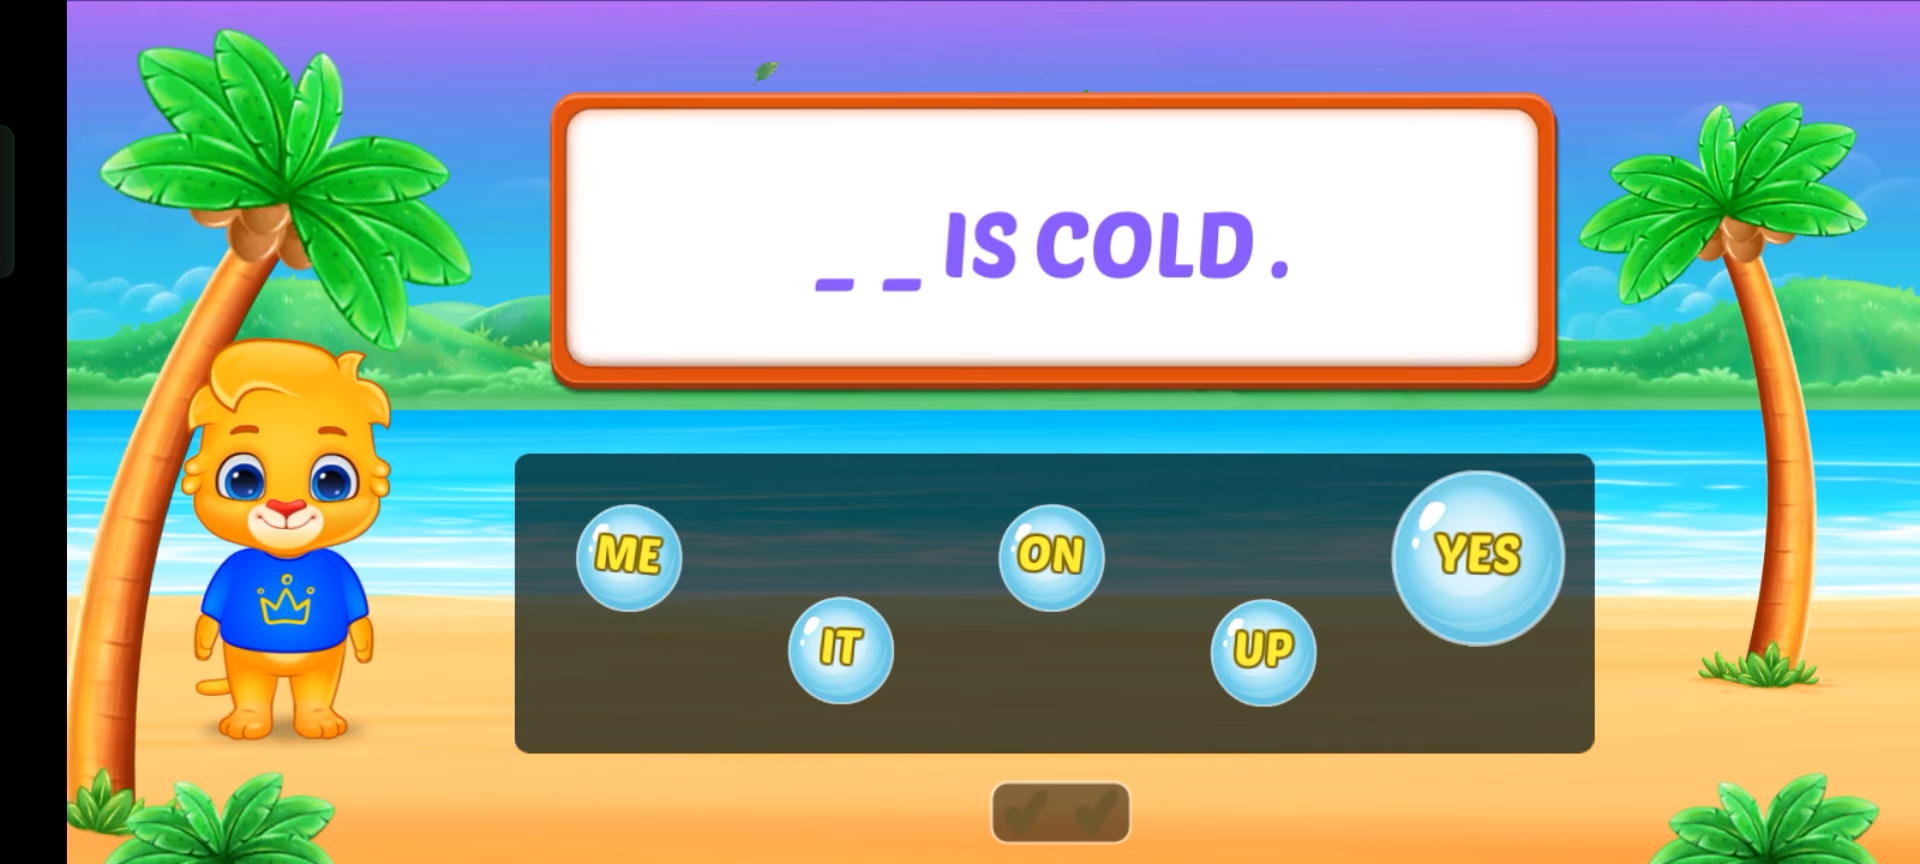 _ _ IS COLD .
ME
ON
YES
IT
UP